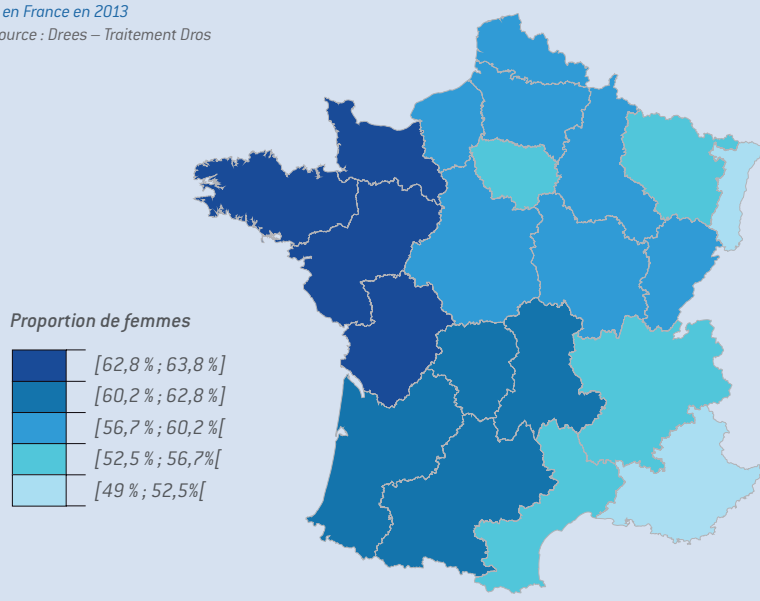 en France en 2013
ource : Drees – Traitement Dros
Proportion de femmes
[62,8 % ; 63,8 %]
[60,2 % ; 62,8 %]
[56,7 % ; 60,2 %[
[52,5 % ; 56,7%[
[49 % ; 52,5%[